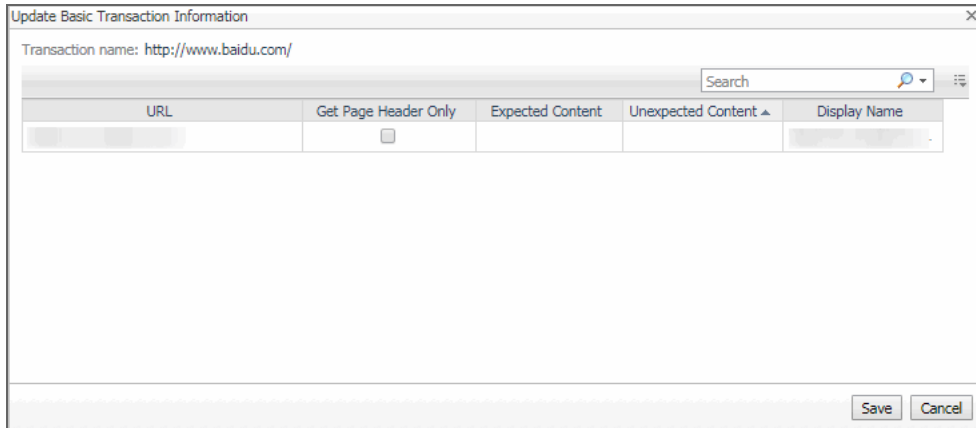 Update Basic Transaction Information
Transaction name: http://www.baidu.com/
Search
URL Get Page Header Only Expected Content Unexpected Content Display Name
Save Cancel